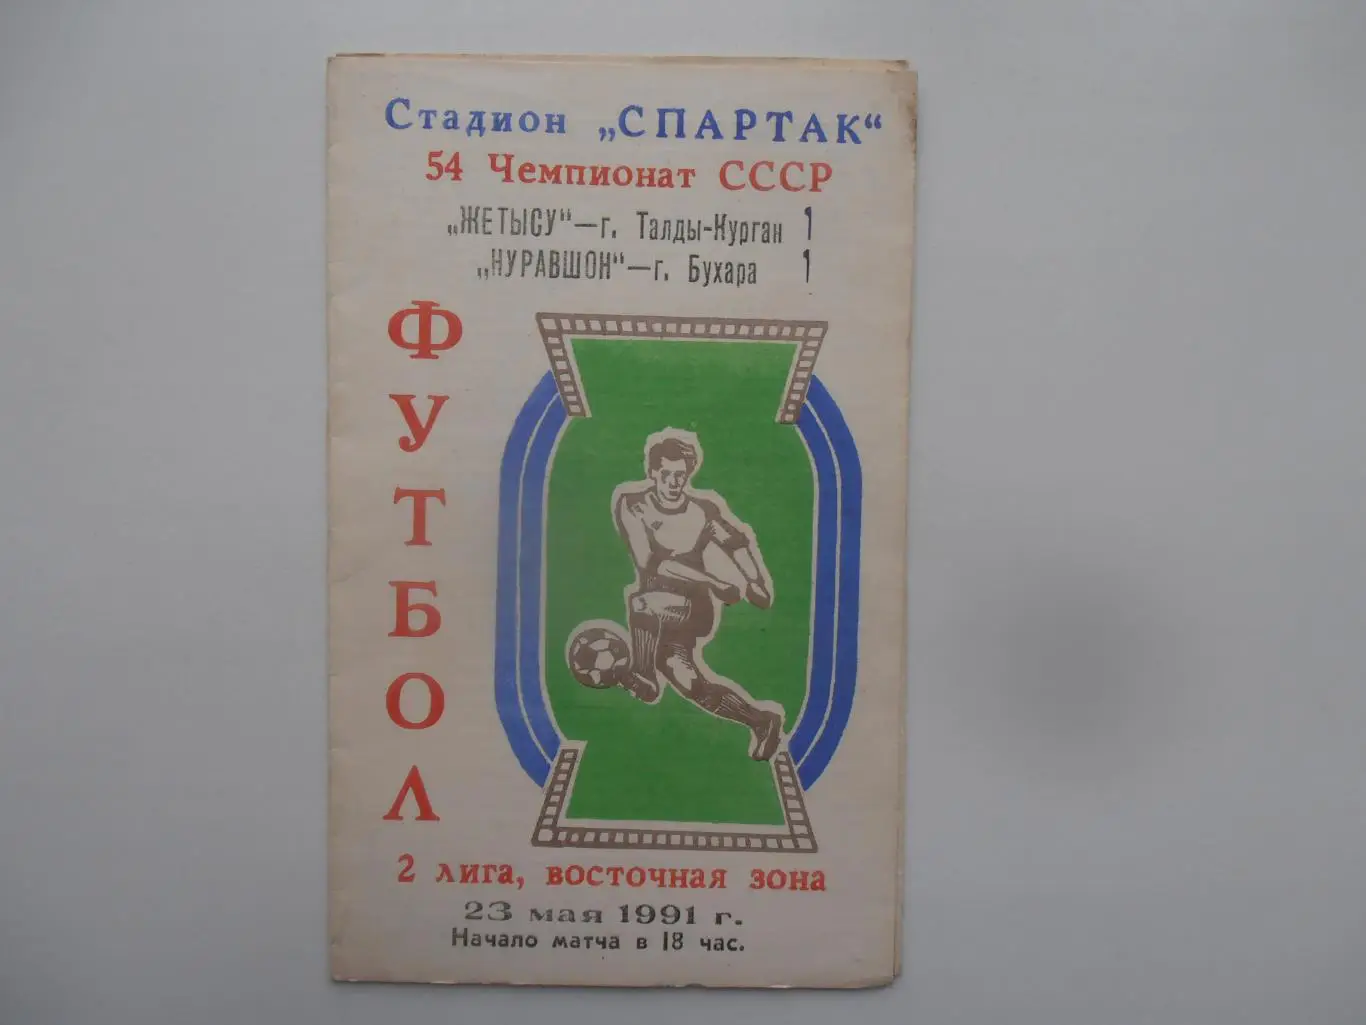 Стадион „СПАРТАК“
54 Чемпионат СССР
„ЖЕТЫСУ“—г. Талды-Курган 1
„НУРАВШОН“—г. Бухара 1
ФУТБОЛ
2 лига, восточная зона
23 мая 1991 г.
Начало матча в 18 час.